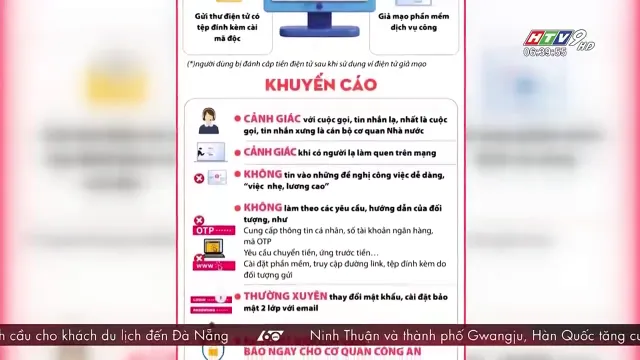 Gửi thư điện tử có
tệp đính kèm cài
mã độc
Giả mạo phần mềm
dịch vụ công
HTV9 HD
06:39:55
(*)người dùng bị đánh cắp tiền điện tử sau khi sử dụng ví điện tử giả mạo
KHUYẾN CÁO
CẢNH GIÁC với cuộc gọi, tin nhắn lạ, nhất là cuộc
gọi, tin nhắn xưng là cán bộ cơ quan Nhà nước
CẢNH GIÁC khi có người lạ làm quen trên mạng
KHÔNG tin vào những đề nghị công việc dễ dàng,
"việc nhẹ, lương cao"
KHÔNG làm theo các yêu cầu, hướng dẫn của đối
tượng, như
OTP
Cung cấp thông tin cá nhân, số tài khoản ngân hàng,
mã OTP
Yêu cầu chuyển tiền, ứng trước tiền...
WWW
Cài đặt phần mềm, truy cập đường link, tệp đính kèm do
đối tượng gửi
THƯỜNG XUYÊN thay đổi mật khẩu, cài đặt bảo
mật 2 lớp với email
h cầu cho khách du lịch đến Đà Nẵng
60
Ninh Thuận và thành phố Gwangju, Hàn Quốc tăng c
BÁO NGAY CHO CƠ QUAN CÔNG AN